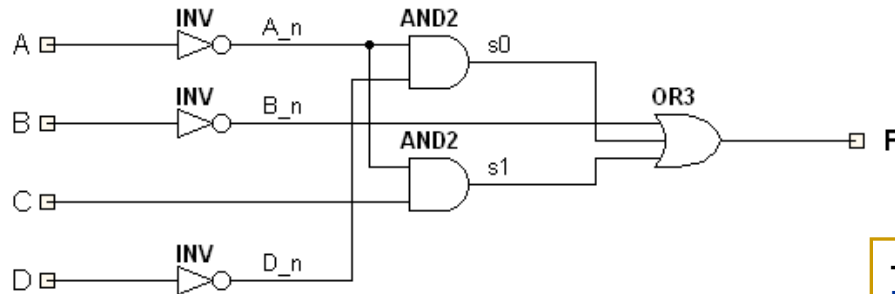 INV AND2
A A_n s0
INV OR3
B B_n
AND2 F
s1
C
INV
D D_n